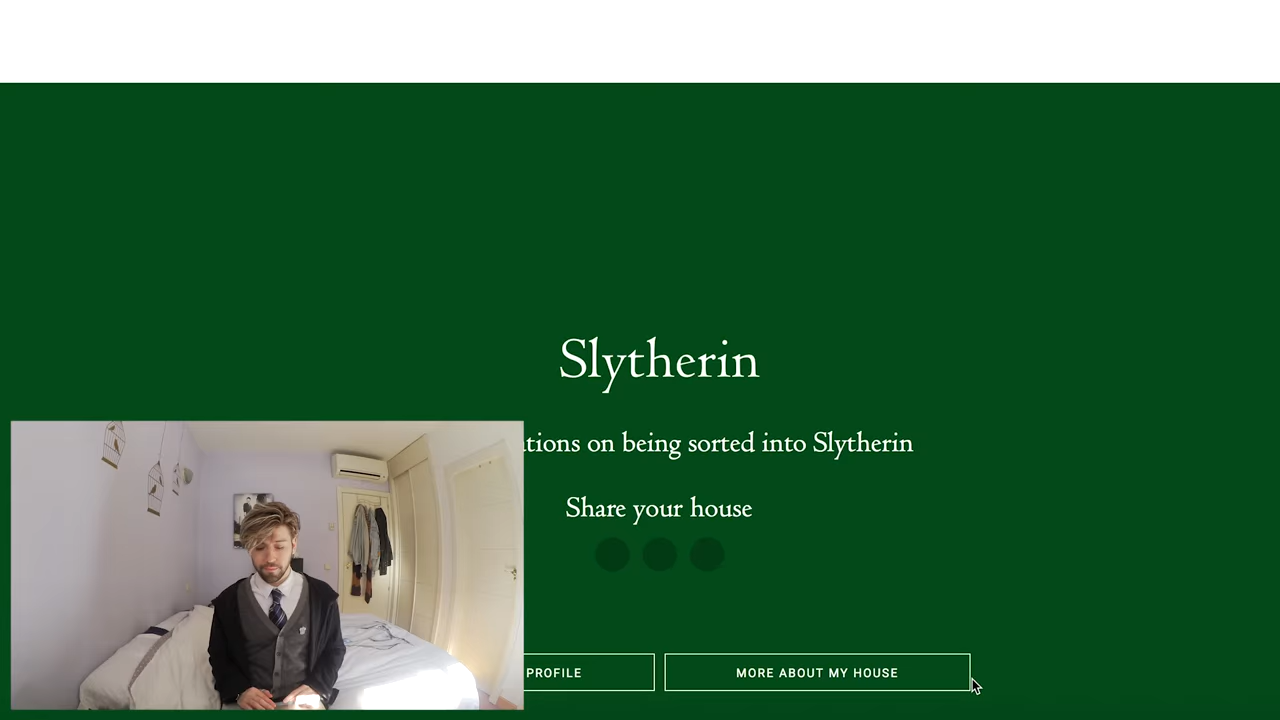 Slytherin
ations on being sorted into Slytherin
Share your house
PROFILE
MORE ABOUT MY HOUSE